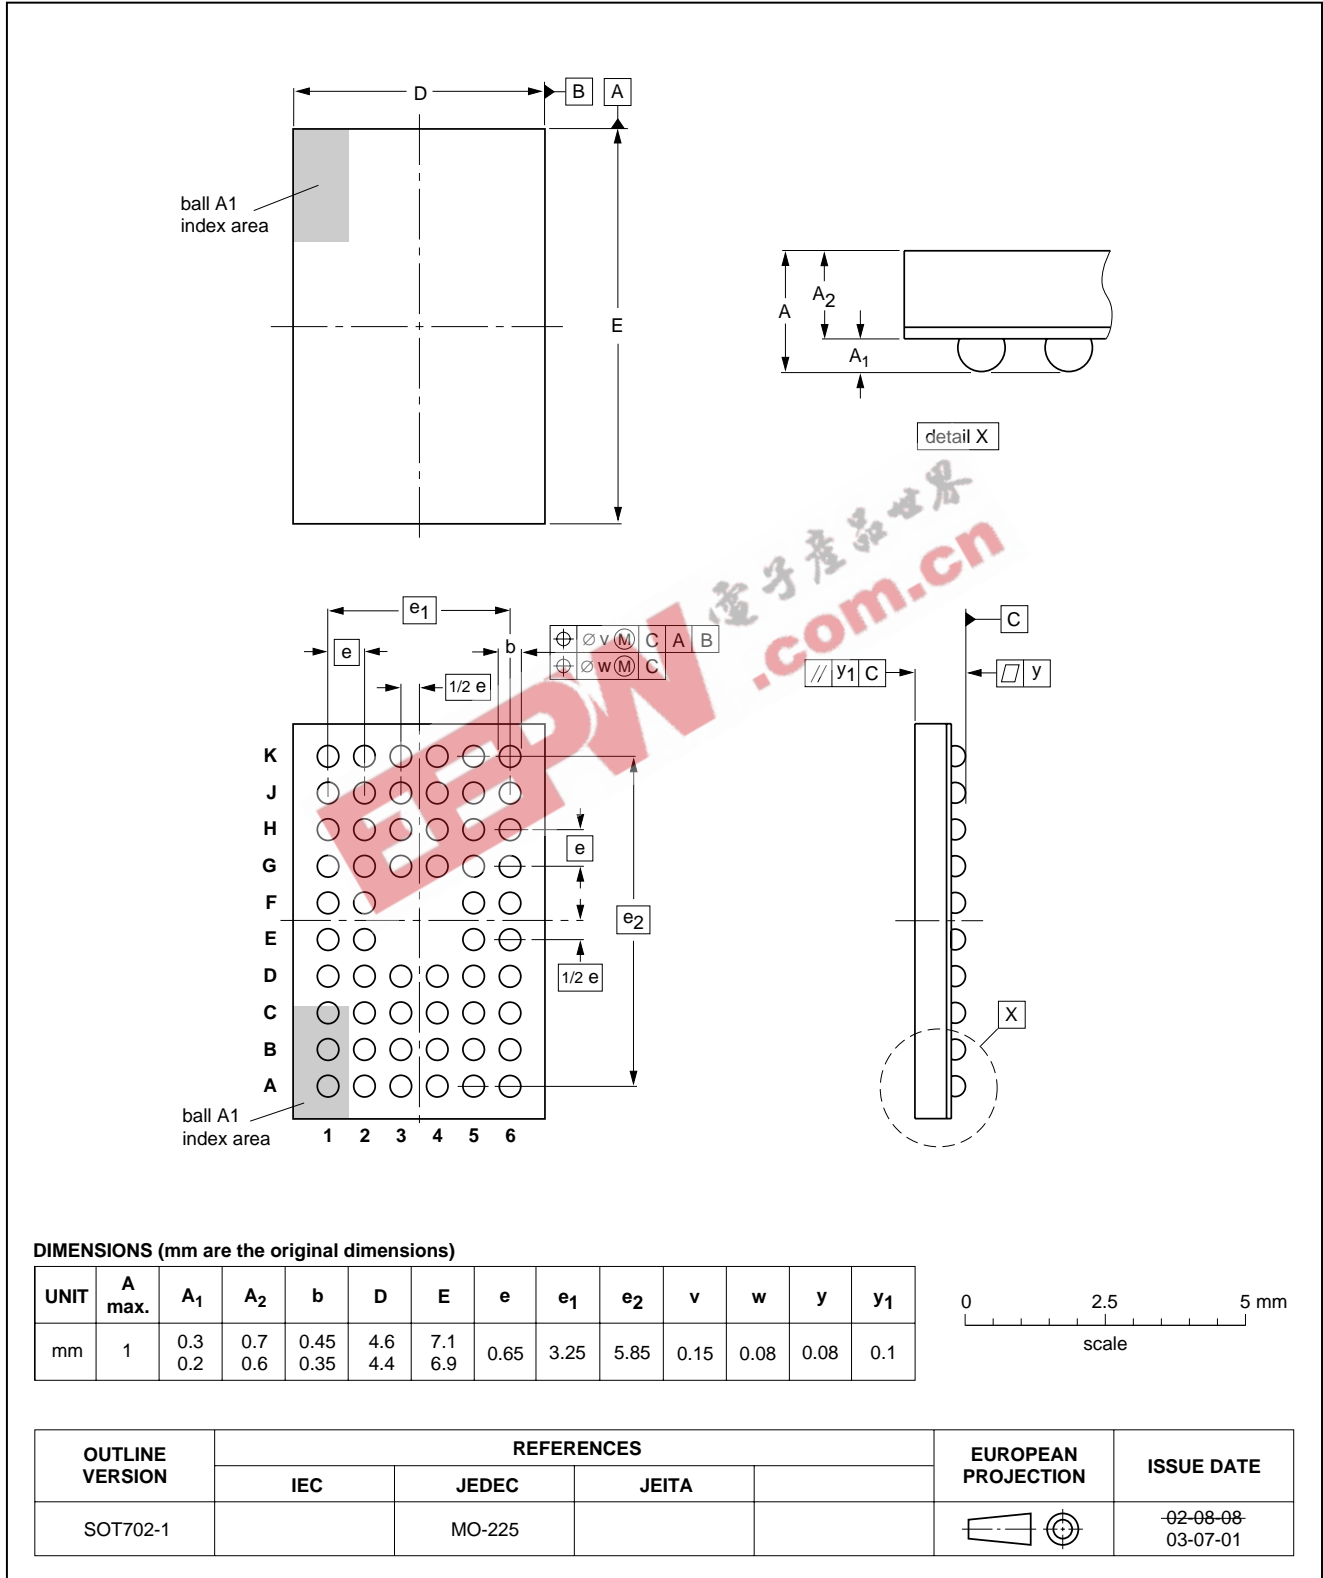 D
B
A
ball A1
index area
E
A
A2
A1
detail X
電子產品世界
EEPW.com.cn
e1
e
b
1/2 e
⌖ ∅ v Ⓜ C A B
⌖ ∅ w Ⓜ C
C
// y1 C
▱ y
K
J
H
G
F
E
D
C
B
A
e
e2
1/2 e
X
ball A1
index area
1 2 3 4 5 6
DIMENSIONS (mm are the original dimensions)
UNIT A max. A1 A2 b D E e e1 e2 v w y y1
mm 1 0.3 0.2 0.7 0.6 0.45 0.35 4.6 4.4 7.1 6.9 0.65 3.25 5.85 0.15 0.08 0.08 0.1
0 2.5 5 mm
scale
OUTLINE VERSION
REFERENCES
IEC JEDEC JEITA
EUROPEAN PROJECTION
ISSUE DATE
SOT702-1
MO-225
02-08-08
03-07-01